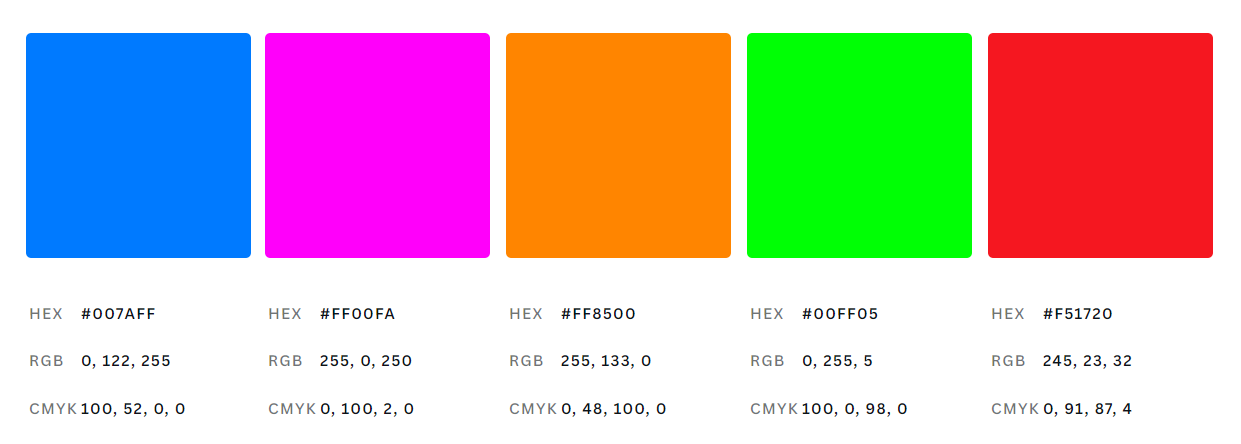 HEX #007AFF
RGB 0, 122, 255
CMYK 100, 52, 0, 0
HEX #FF00FA
RGB 255, 0, 250
CMYK 0, 100, 2, 0
HEX #FF8500
RGB 255, 133, 0
CMYK 0, 48, 100, 0
HEX #00FF05
RGB 0, 255, 5
CMYK 100, 0, 98, 0
HEX #F51720
RGB 245, 23, 32
CMYK 0, 91, 87, 4